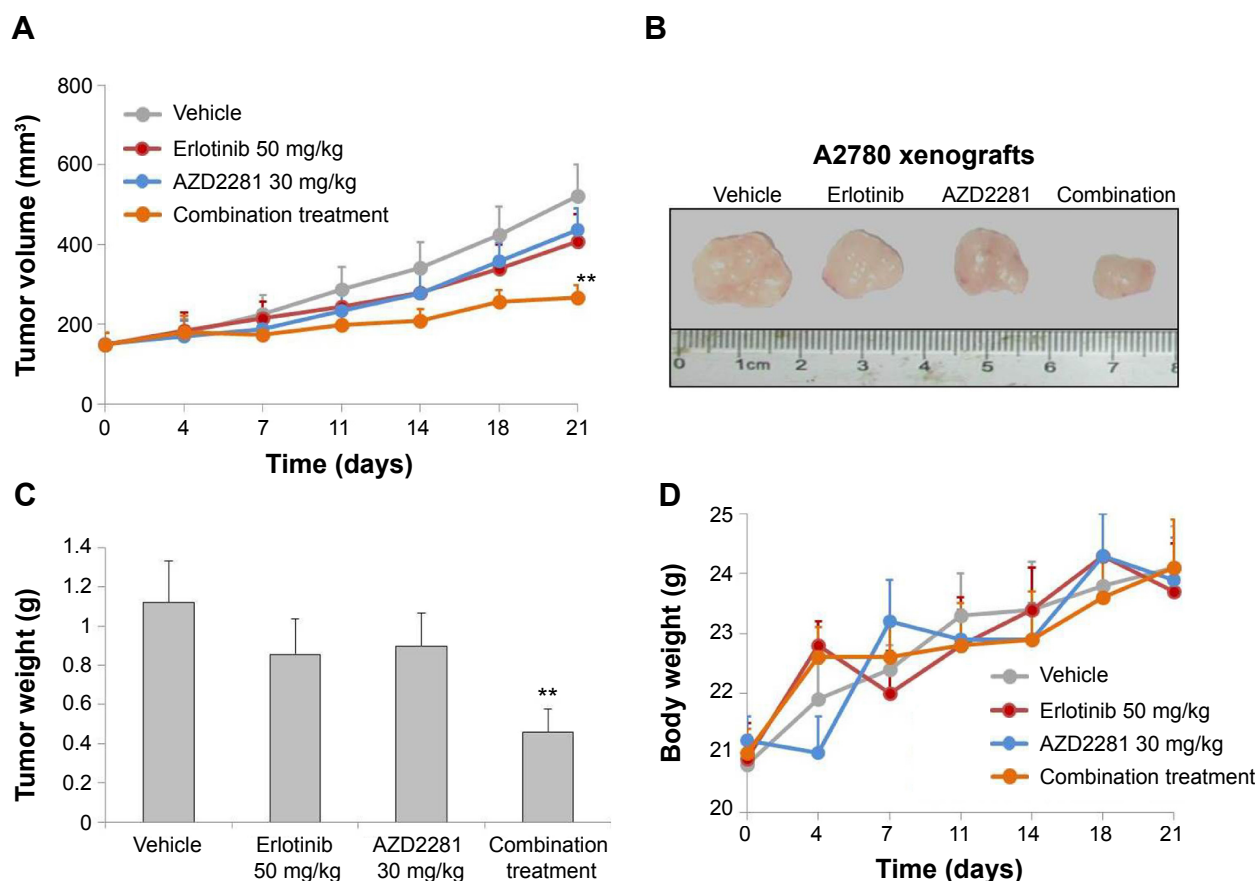 A
800
600
400
200
0
Tumor volume (mm³)
Vehicle
Erlotinib 50 mg/kg
AZD2281 30 mg/kg
Combination treatment
**
0 4 7 11 14 18 21
Time (days)
B
A2780 xenografts
Vehicle Erlotinib AZD2281 Combination
0 1cm 2 3 4 5 6 7 8
C
1.4
1.2
1
0.8
0.6
0.4
0.2
0
Tumor weight (g)
**
Vehicle Erlotinib AZD2281 Combination
50 mg/kg 30 mg/kg treatment
D
25
24
23
22
21
20
Body weight (g)
Vehicle
Erlotinib 50 mg/kg
AZD2281 30 mg/kg
Combination treatment
0 4 7 11 14 18 21
Time (days)